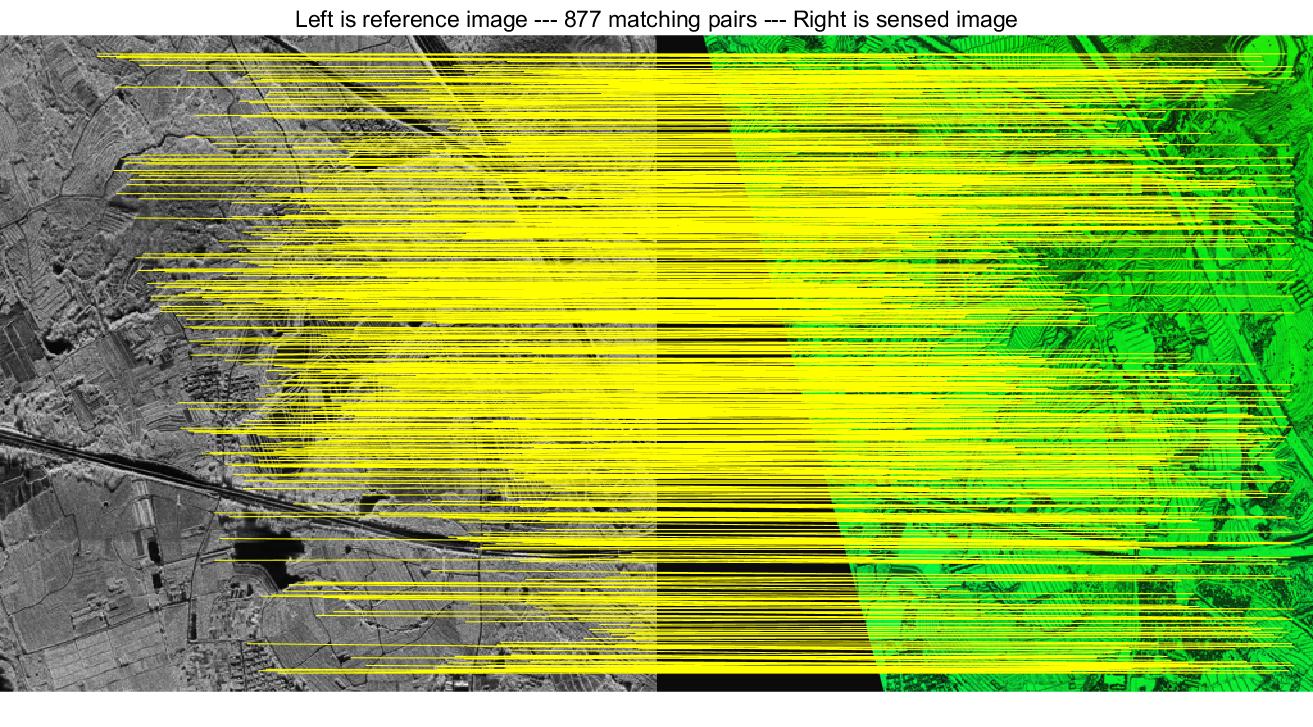 Left is reference image --- 877 matching pairs --- Right is sensed image